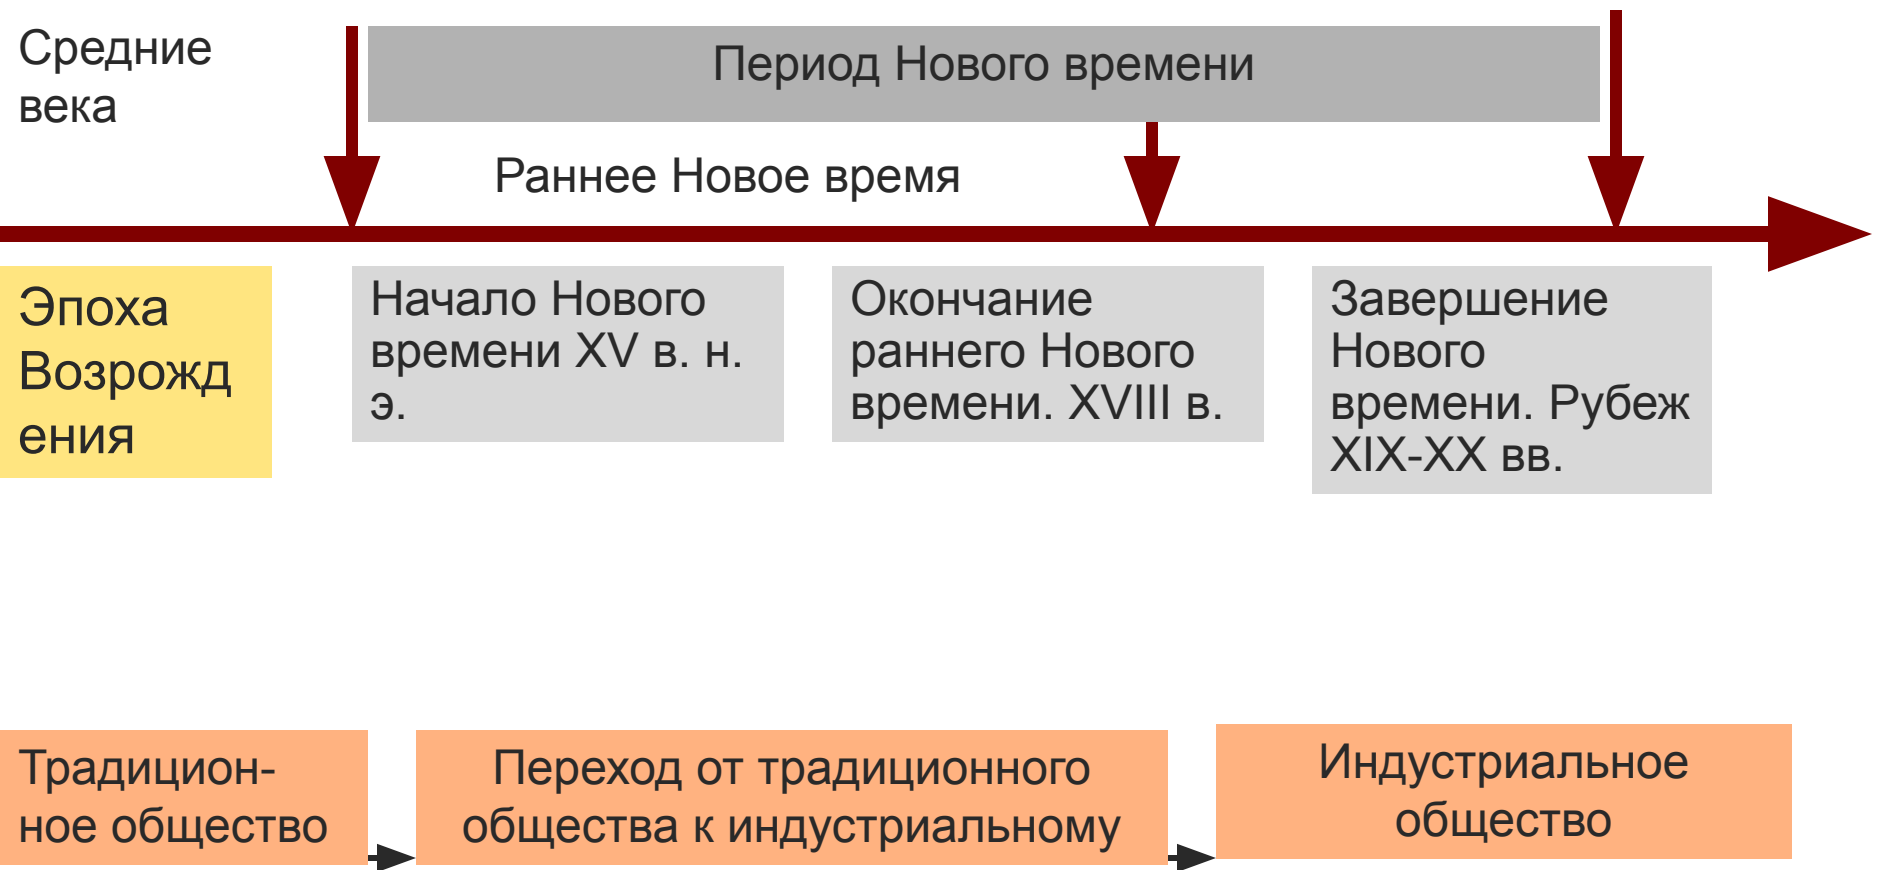 Средние
века
Период Нового времени
Раннее Новое время
Эпоха
Возрожд
ения
Начало Нового
времени XV в. н.
э.
Окончание
раннего Нового
времени. XVIII в.
Завершение
Нового
времени. Рубеж
XIX-XX вв.
Традицион-
ное общество
Переход от традиционного
общества к индустриальному
Индустриальное
общество